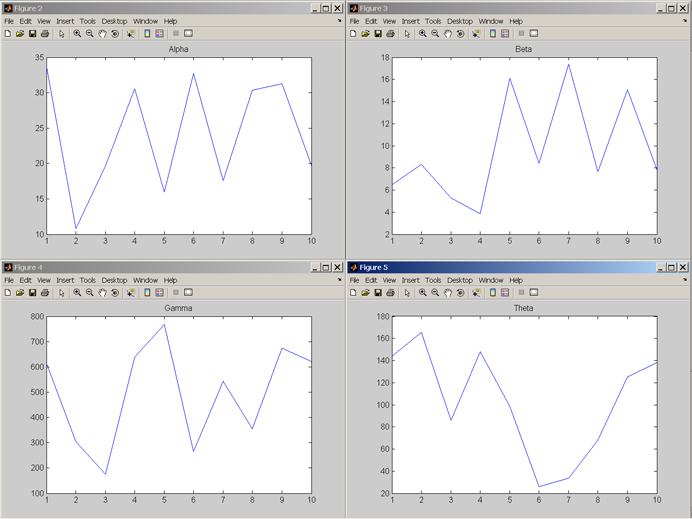 Figure 2
File Edit View Insert Tools Desktop Window Help
Alpha
35
30
25
20
15
10
1 2 3 4 5 6 7 8 9 10
Figure 3
File Edit View Insert Tools Desktop Window Help
Beta
18
16
14
12
10
8
6
4
2
1 2 3 4 5 6 7 8 9 10
Figure 4
File Edit View Insert Tools Desktop Window Help
Gamma
800
700
600
500
400
300
200
100
1 2 3 4 5 6 7 8 9 10
Figure 5
File Edit View Insert Tools Desktop Window Help
Theta
180
160
140
120
100
80
60
40
20
1 2 3 4 5 6 7 8 9 10